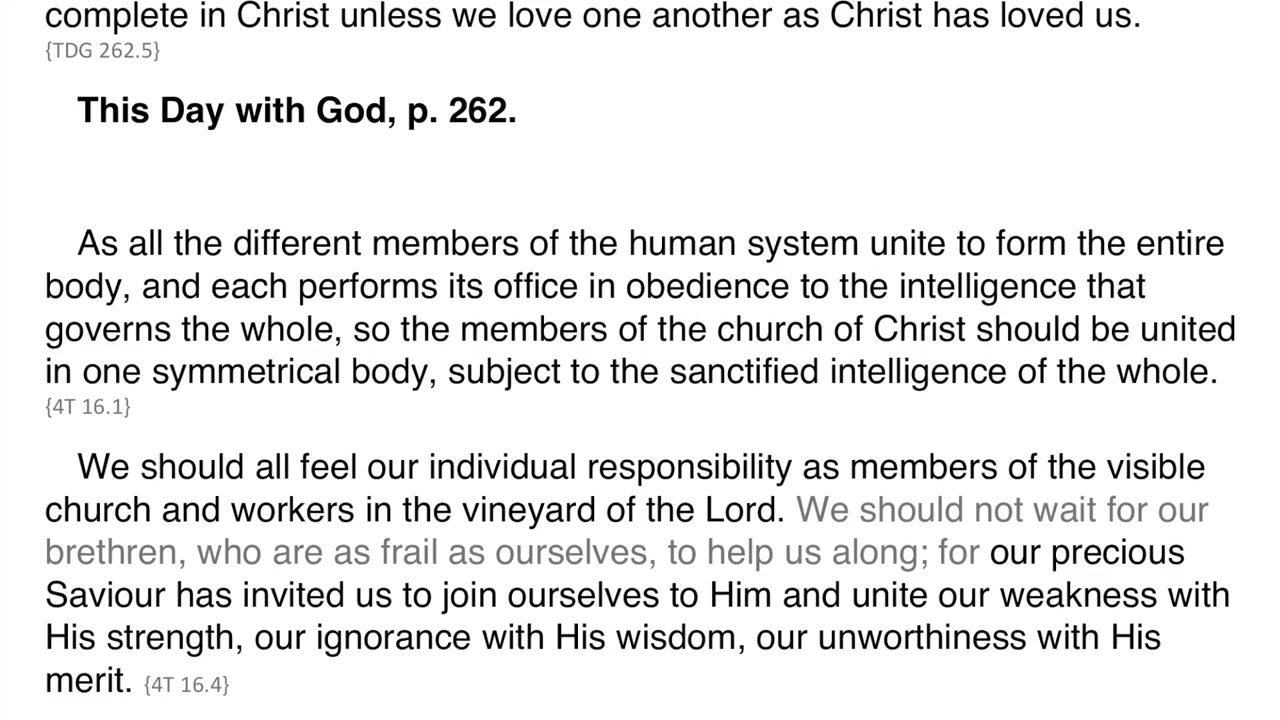 complete in Christ unless we love one another as Christ has loved us.
{TDG 262.5}
This Day with God, p. 262.
As all the different members of the human system unite to form the entire
body, and each performs its office in obedience to the intelligence that
governs the whole, so the members of the church of Christ should be united
in one symmetrical body, subject to the sanctified intelligence of the whole.
{4T 16.1}
We should all feel our individual responsibility as members of the visible
church and workers in the vineyard of the Lord. We should not wait for our
brethren, who are as frail as ourselves, to help us along; for our precious
Saviour has invited us to join ourselves to Him and unite our weakness with
His strength, our ignorance with His wisdom, our unworthiness with His
merit. {4T 16.4}